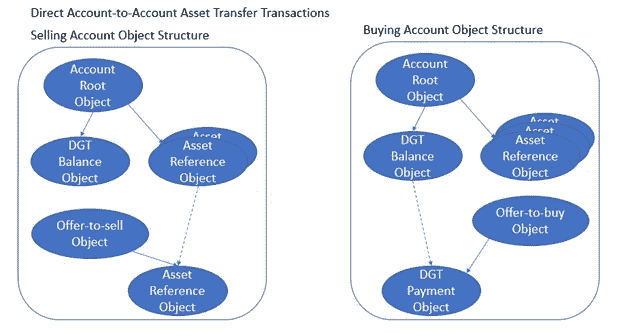 Direct Account-to-Account Asset Transfer Transactions
Selling Account Object Structure
Account
Root
Object
DGT
Balance
Object
Asset
Asset
Reference
Object
Offer-to-sell
Object
Asset
Reference
Object
Buying Account Object Structure
Account
Root
Object
DGT
Balance
Object
Asset
Asset
Asset
Reference
Object
Offer-to-buy
Object
DGT
Payment
Object